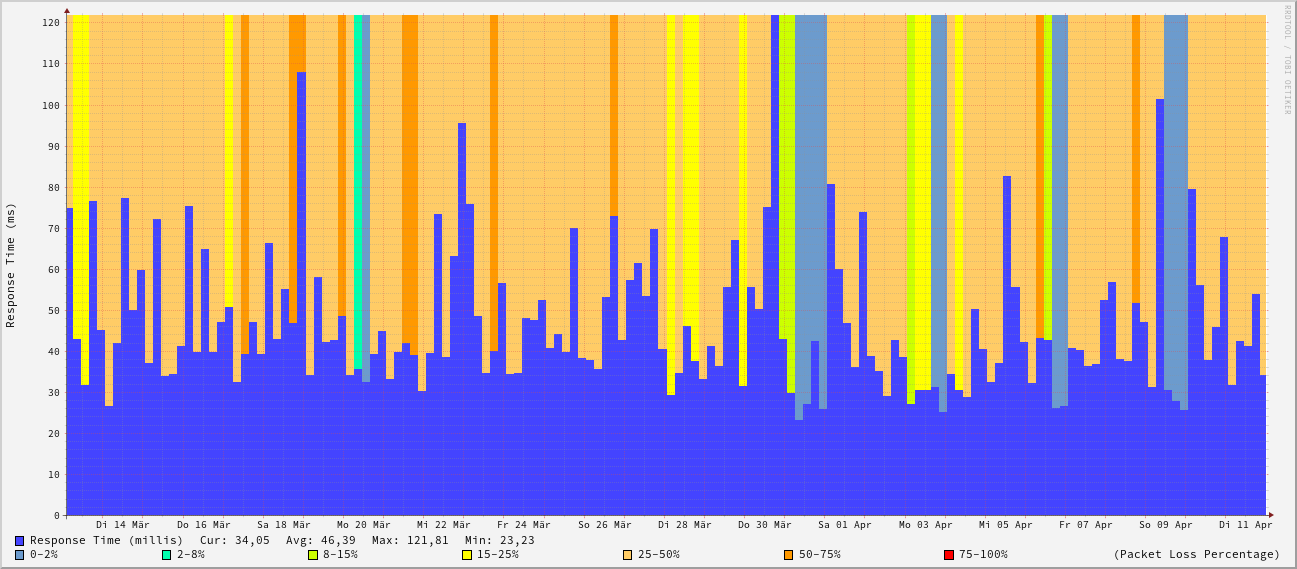 RRDTOOL / TOBI OETIKER
Response Time (ms)
120
110
100
90
80
70
60
50
40
30
20
10
0
Di 14 Mär Do 16 Mär Sa 18 Mär Mo 20 Mär Mi 22 Mär Fr 24 Mär So 26 Mär Di 28 Mär Do 30 Mär Sa 01 Apr Mo 03 Apr Mi 05 Apr Fr 07 Apr So 09 Apr Di 11 Apr
Response Time (millis) Cur: 34,05 Avg: 46,39 Max: 121,81 Min: 23,23
0-2% 2-8% 8-15% 15-25% 25-50% 50-75% 75-100% (Packet Loss Percentage)